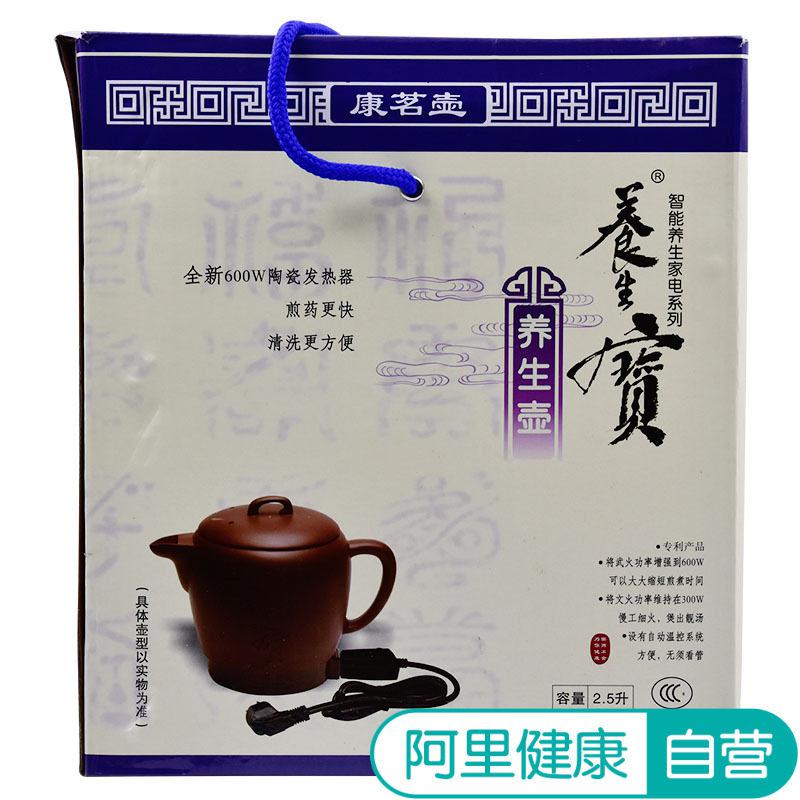 康茗壶
養生寶®
智能养生家电系列
养生壶
全新600W陶瓷发热器
煎药更快
清洗更方便
(具体壶型以实物为准)
•专利产品
•将武火功率增强到600W
可以大大缩短煎煮时间
•将文火功率维持在300W
慢工细火，煲出靓汤
•设有自动温控系统
方便，无须看管
容量 2.5升
CCC
阿里健康 自营